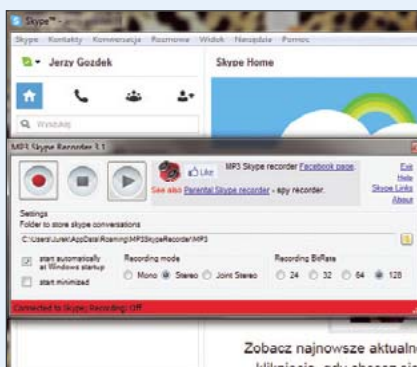 Skype™ -
Skype Kontakty Konwersacja Rozmowa Widok Narzędzia Pomoc
Jerzy Gozdek
Skype Home
Wyszukaj
MP3 Skype Recorder 3.1
Like
MP3 Skype recorder Facebook page.
See also Parental Skype recorder - spy recorder.
Exit
Help
Skype Links
About
Settings
Folder to store skype conversations
C:\Users\Jurek\AppData\Roaming\MP3SkypeRecorder\MP3
start automatically at Windows startup
start minimized
Recording mode
Mono Stereo Joint Stereo
Recording BitRate
24 32 64 128
Connected to Skype; Recording: Off
Zobacz najnowsze aktualne